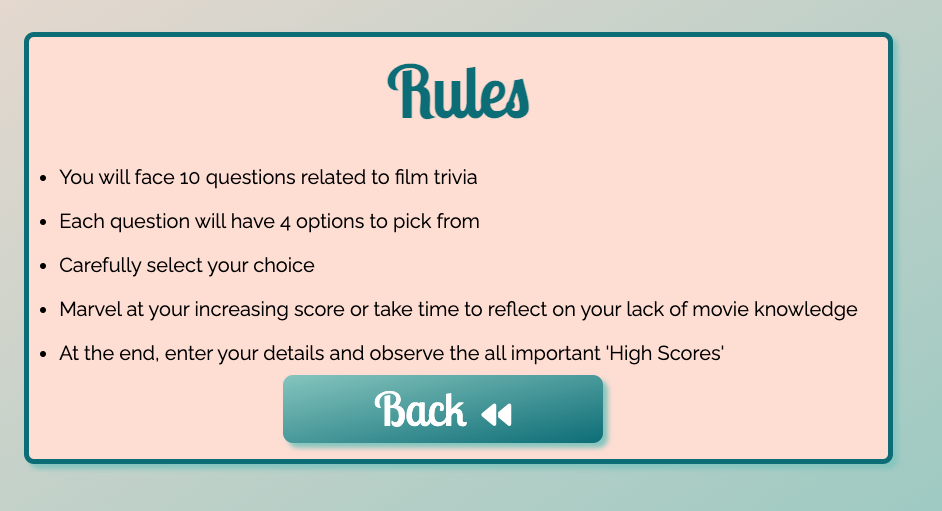 Rules
• You will face 10 questions related to film trivia
• Each question will have 4 options to pick from
• Carefully select your choice
• Marvel at your increasing score or take time to reflect on your lack of movie knowledge
• At the end, enter your details and observe the all important 'High Scores'
Back